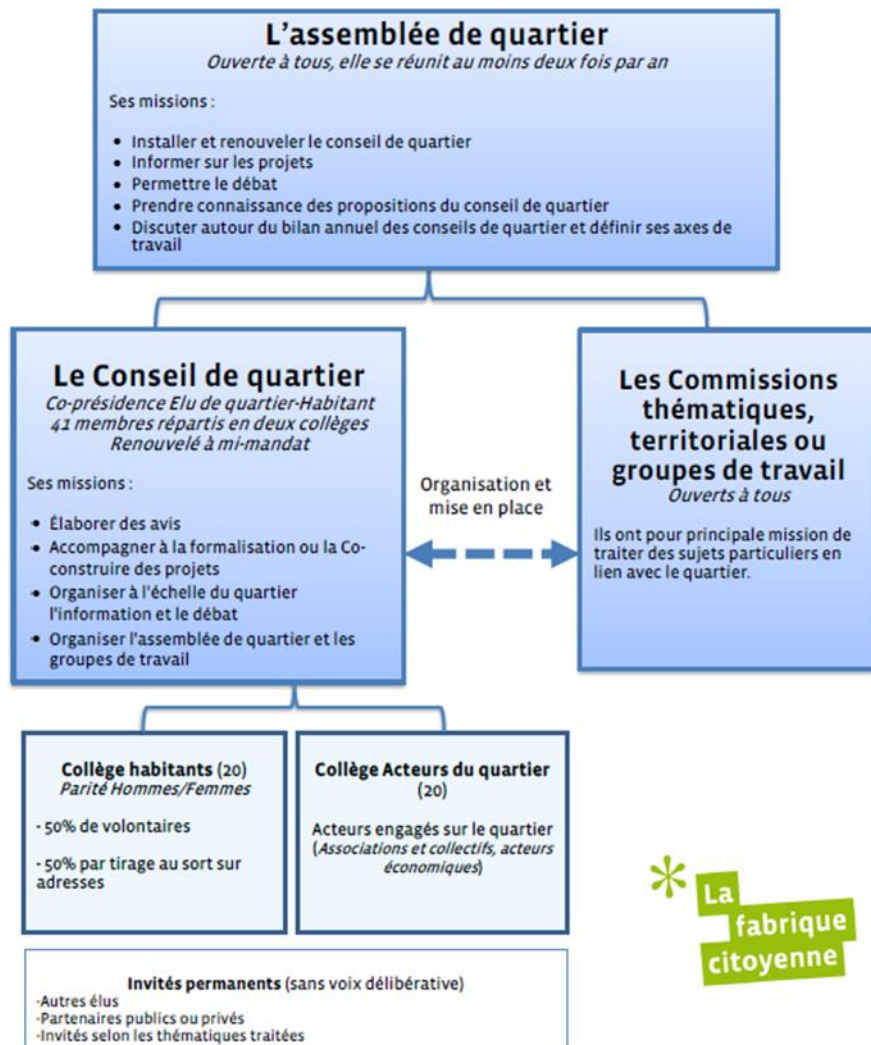 L'assemblée de quartier
Ouverte à tous, elle se réunit au moins deux fois par an
Ses missions :
• Installer et renouveler le conseil de quartier
• Informer sur les projets
• Permettre le débat
• Prendre connaissance des propositions du conseil de quartier
• Discuter autour du bilan annuel des conseils de quartier et définir ses axes de
travail
Le Conseil de quartier
Co-présidence Elu de quartier-Habitant
41 membres répartis en deux collèges
Renouvelé à mi-mandat
Ses missions :
• Élaborer des avis
• Accompagner à la formalisation ou la Co-
construire des projets
• Organiser à l'échelle du quartier
l'information et le débat
• Organiser l'assemblée de quartier et les
groupes de travail
Organisation et
mise en place
Les Commissions
thématiques,
territoriales ou
groupes de travail
Ouverts à tous
Ils ont pour principale mission de
traiter des sujets particuliers en
lien avec le quartier.
Collège habitants (20)
Parité Hommes/Femmes
- 50% de volontaires
- 50% par tirage au sort sur
adresses
Collège Acteurs du quartier
(20)
Acteurs engagés sur le quartier
(Associations et collectifs, acteurs
économiques)
Invités permanents (sans voix délibérative)
-Autres élus
-Partenaires publics ou privés
-Invités selon les thématiques traitées
La
fabrique
citoyenne